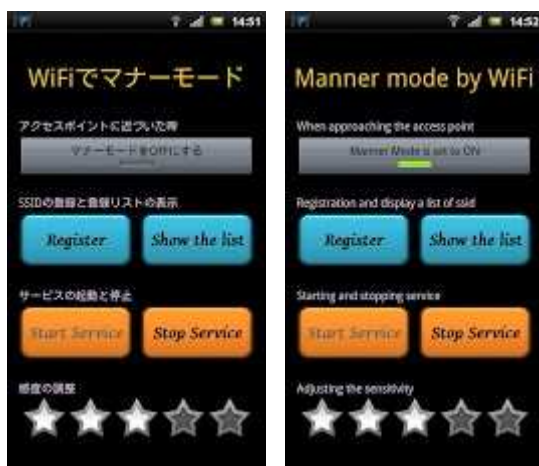 14:51
WiFiでマナーモード
アクセスポイントに近づいた時
マナーモードをOffにする
SSIDの登録と登録リストの表示
Register
Show the list
サービスの起動と停止
Start Service
Stop Service
感度の調整
14:52
Manner mode by WiFi
When approaching the access point
Manner Mode is set to ON
Registration and display a list of ssid
Register
Show the list
Starting and stopping service
Start Service
Stop Service
Adjusting the sensitivity